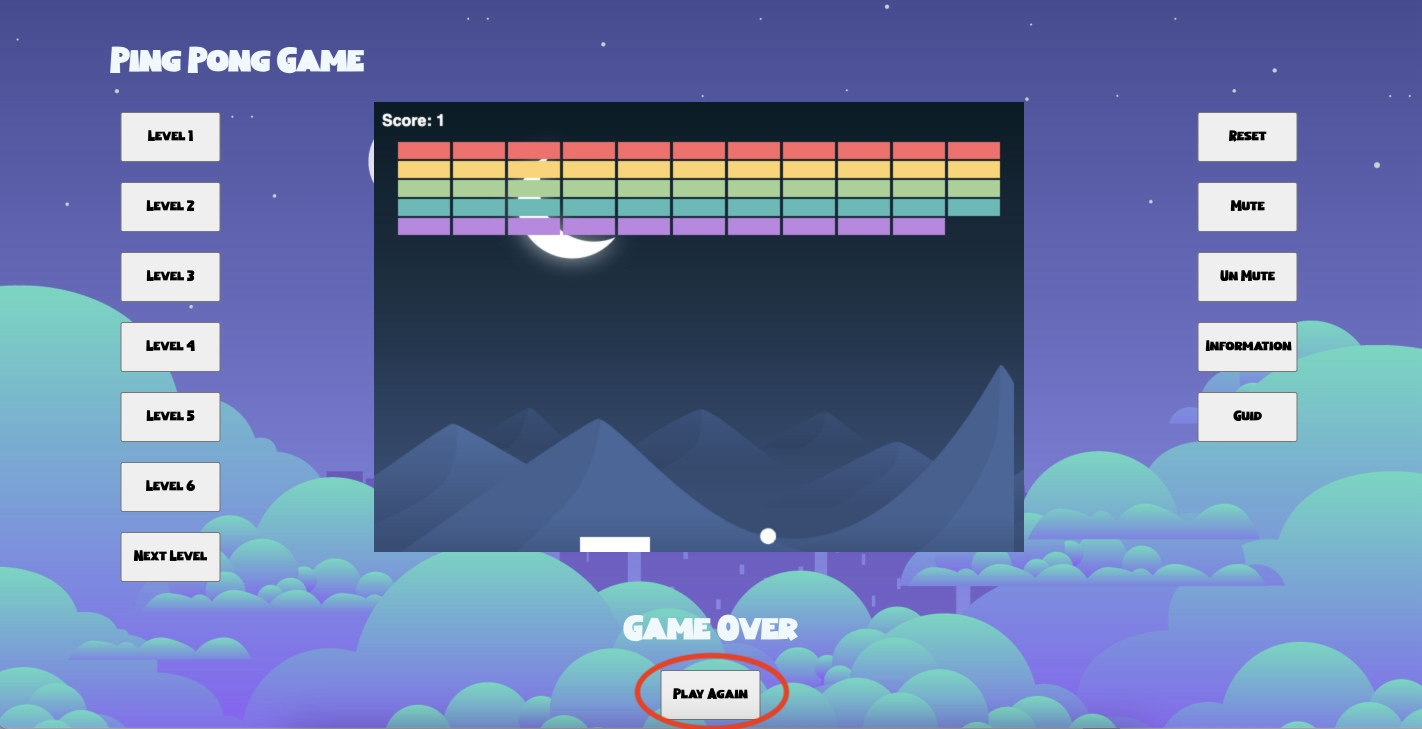 Ping Pong Game
Level 1
Level 2
Level 3
Level 4
Level 5
Level 6
Next Level
Score: 1
Reset
Mute
Un Mute
Information
Guid
Game Over
Play Again